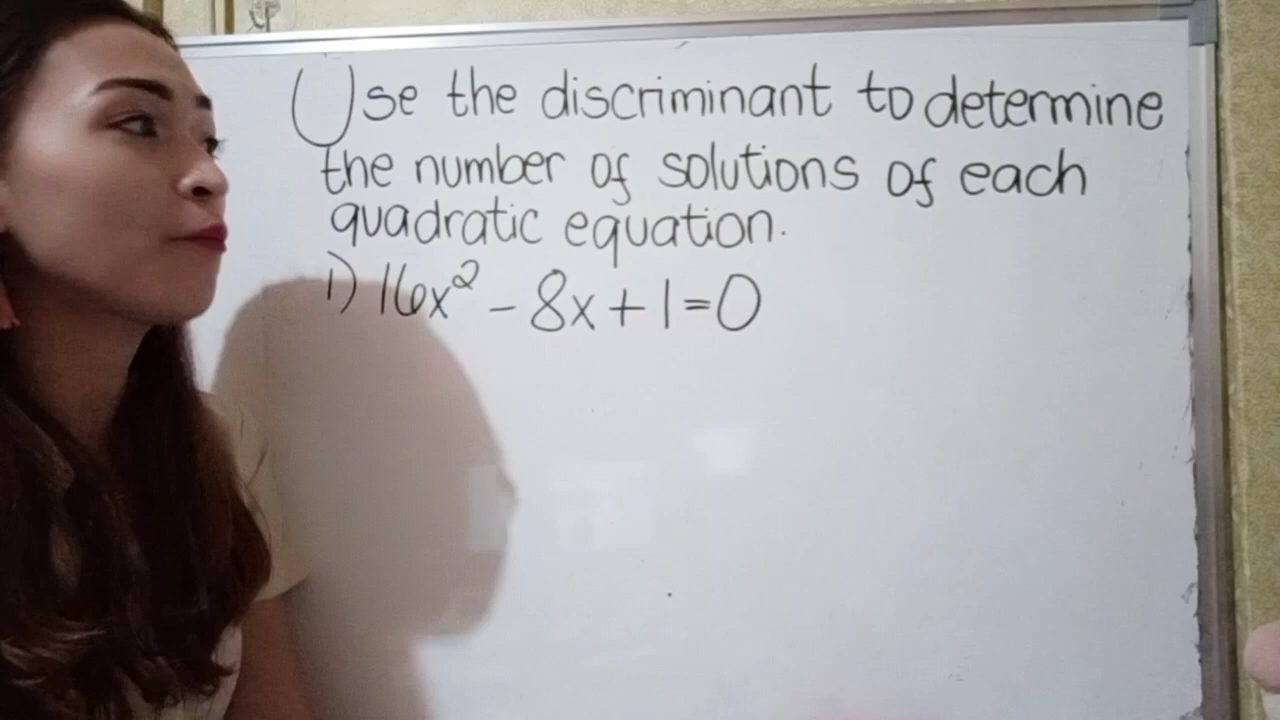 Use the discriminant to determine
the number of solutions of each
quadratic equation.
1) 16x² - 8x + 1 = 0